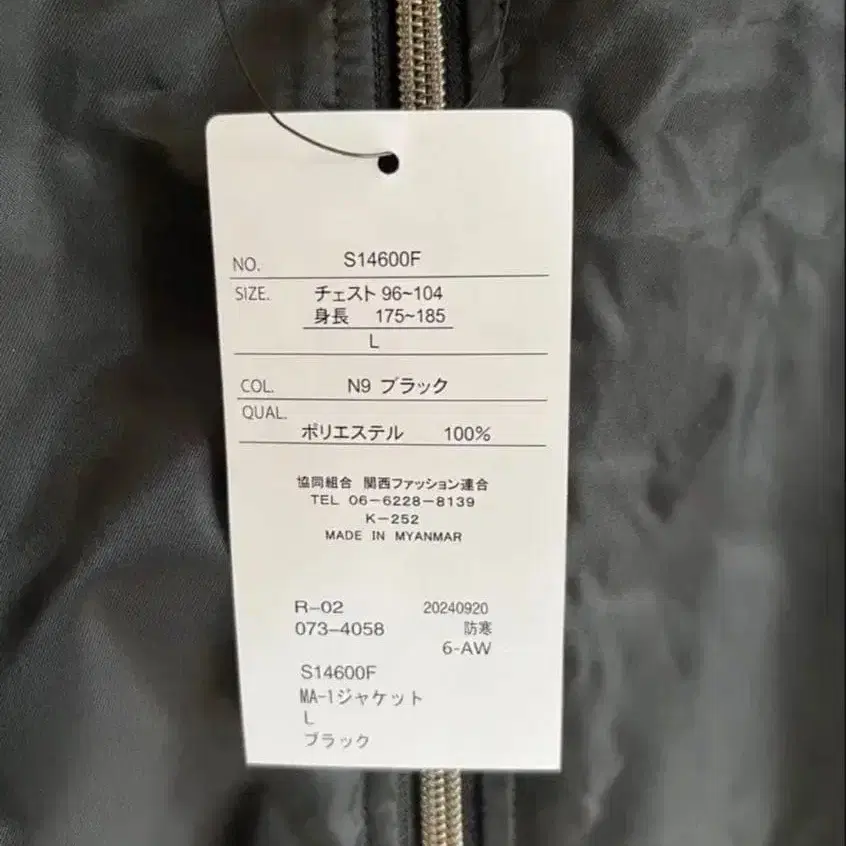 NO. S14600F
SIZE. チェスト 96~104
身長 175~185
L
COL. N9 ブラック
QUAL.
ポリエステル 100%
協同組合 関西ファッション連合
TEL 06-6228-8139
K-252
MADE IN MYANMAR
R-02 20240920
073-4058 防寒
6-AW
S14600F
MA-1ジャケット
L
ブラック